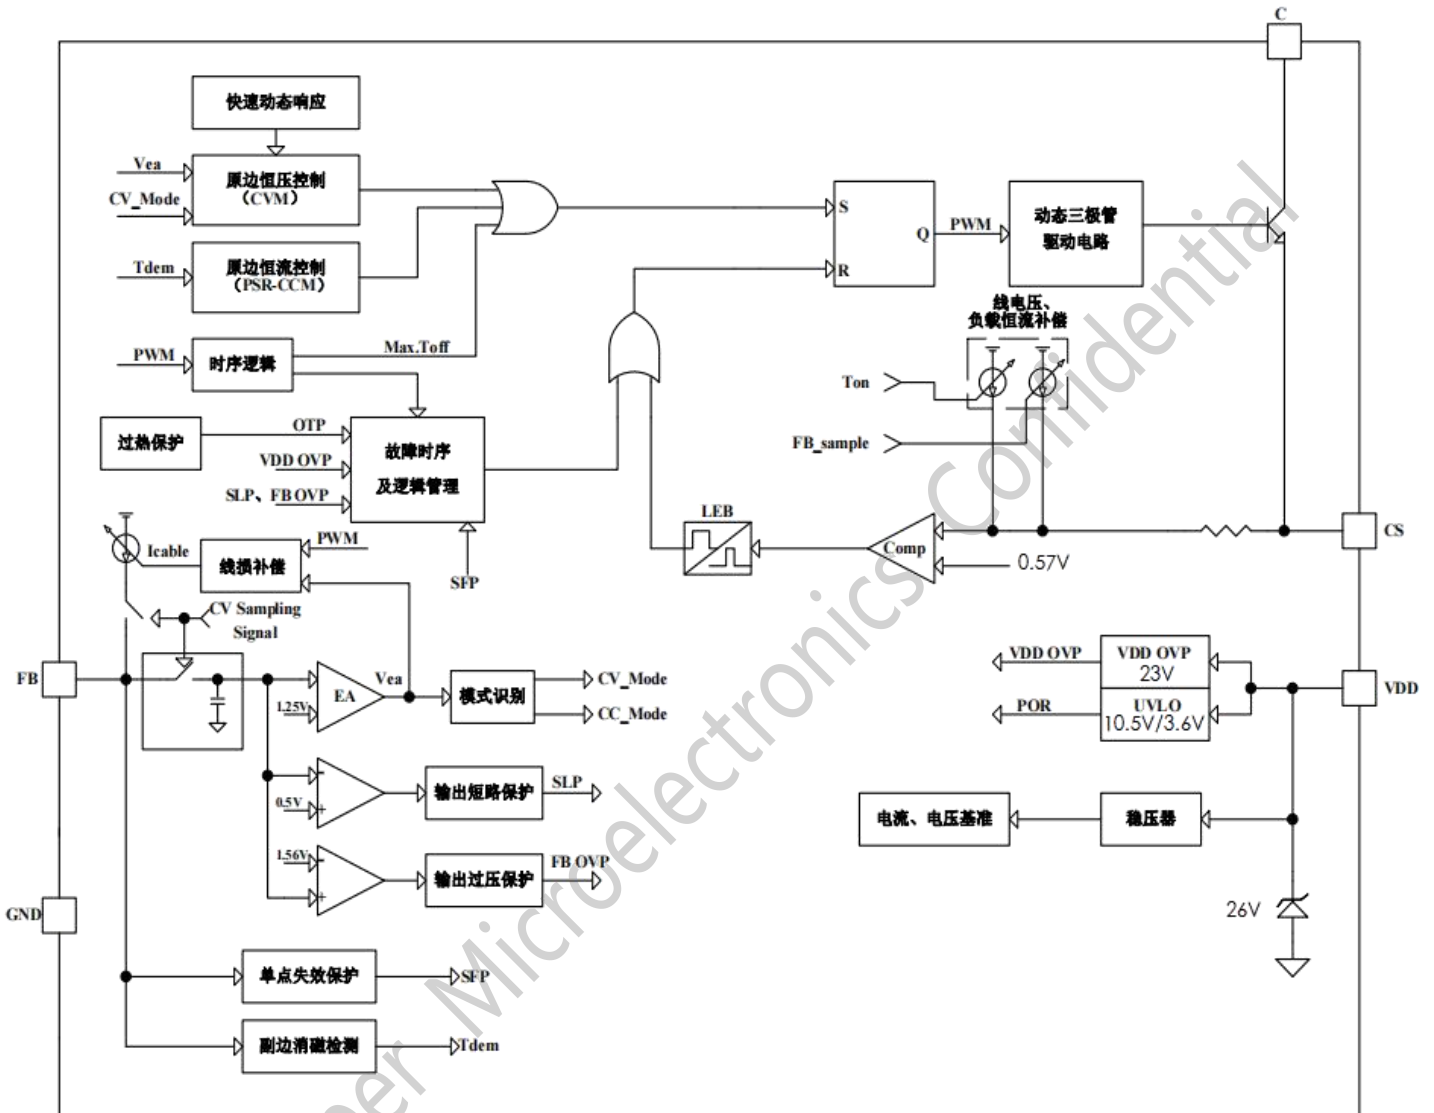 C
快速动态响应
Vea
CV_Mode
原边恒压控制
(CVM)
Tdem
原边恒流控制
(PSR-CCM)
S
Q
R
PWM
动态三极管
驱动电路
线电压、
负载恒流补偿
PWM
时序逻辑
Max.Toff
Ton
FB_sample
过热保护
OTP
VDD OVP
SLP、FB OVP
故障时序
及逻辑管理
SFP
LEB
Comp
0.57V
CS
Icable
线损补偿
PWM
CV Sampling
Signal
FB
1.25V
EA
Vea
模式识别
CV_Mode
CC_Mode
VDD OVP
POR
VDD OVP
23V
UVLO
10.5V/3.6V
VDD
-
0.5V
+
输出短路保护
SLP
1.56V
-
+
输出过压保护
FB OVP
电流、电压基准
稳压器
26V
GND
单点失效保护
SFP
副边消磁检测
Tdem
per Microelectronics Confidential